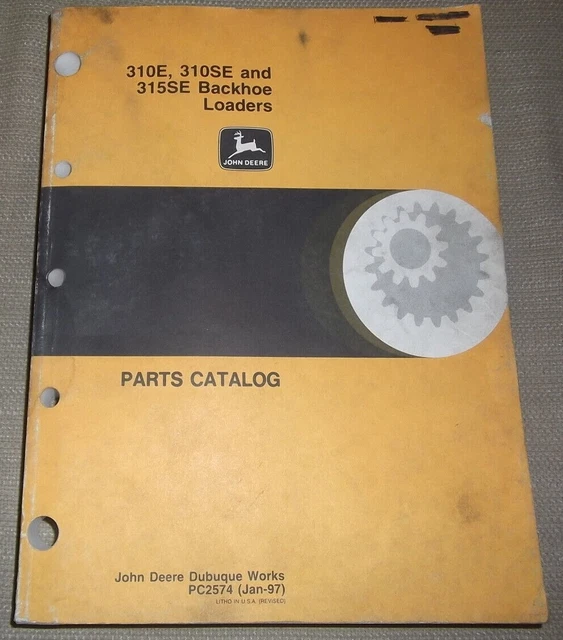 310E, 310SE and
315SE Backhoe
Loaders
JOHN DEERE
PARTS CATALOG
John Deere Dubuque Works
PC2574 (Jan-97)
LITHO IN U.S.A. (REVISED)